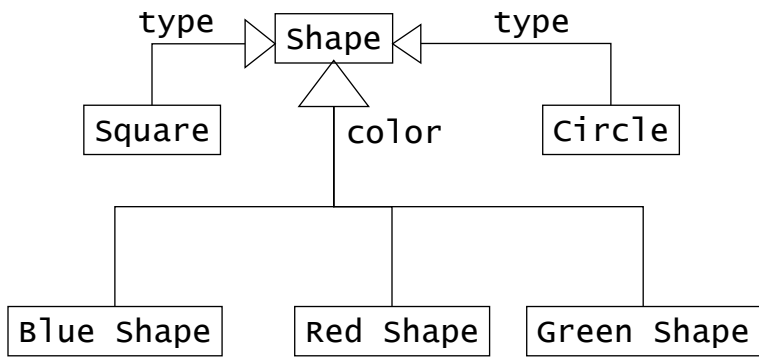 type
Shape
type
Square
Circle
color
Blue Shape
Red Shape
Green Shape